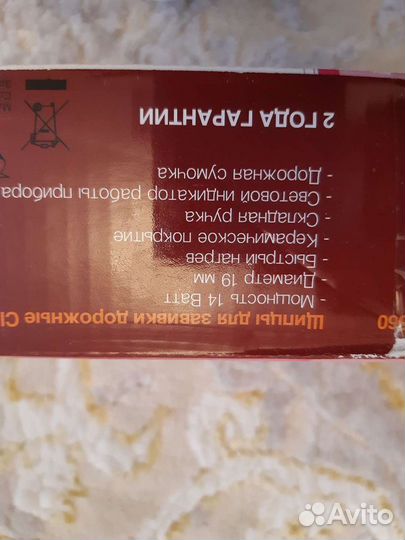 Щипцы для завивки дорожные
- Мощность 14 Ватт
- Диаметр 19 мм
- Быстрый нагрев
- Керамическое покрытие
- Складная ручка
- Световой индикатор работы прибора
- Дорожная сумочка
2 ГОДА ГАРАНТИИ
Avito